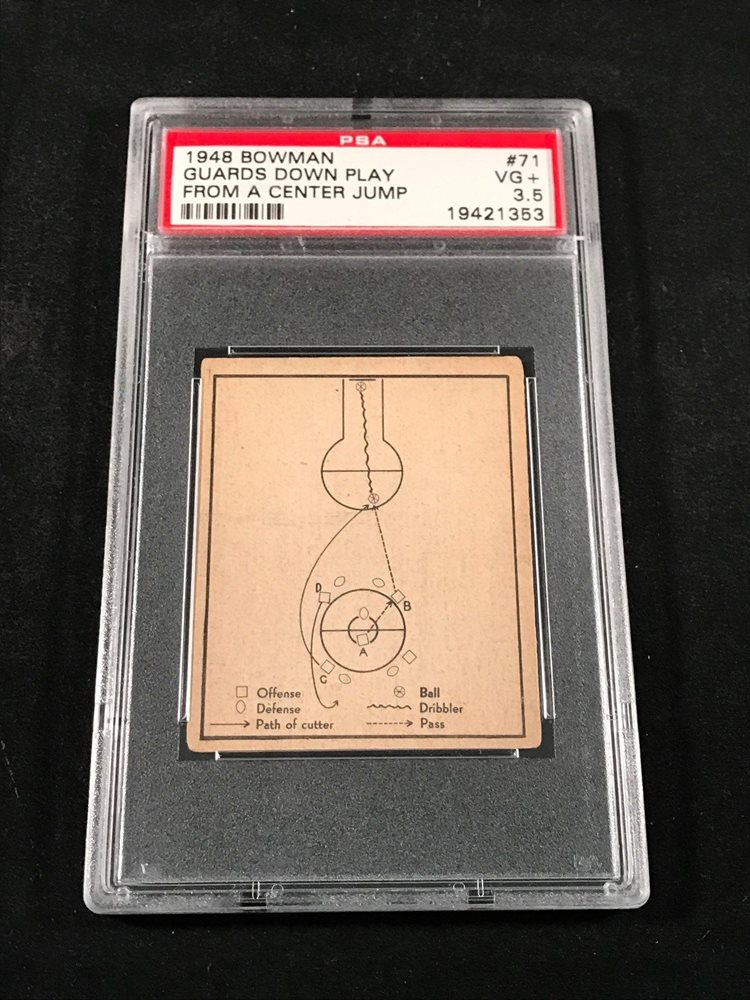 PSA
1948 BOWMAN #71
GUARDS DOWN PLAY VG+
FROM A CENTER JUMP 3.5
19421353
D
B
A
C
Offense Ball
Defense Dribbler
Path of cutter Pass